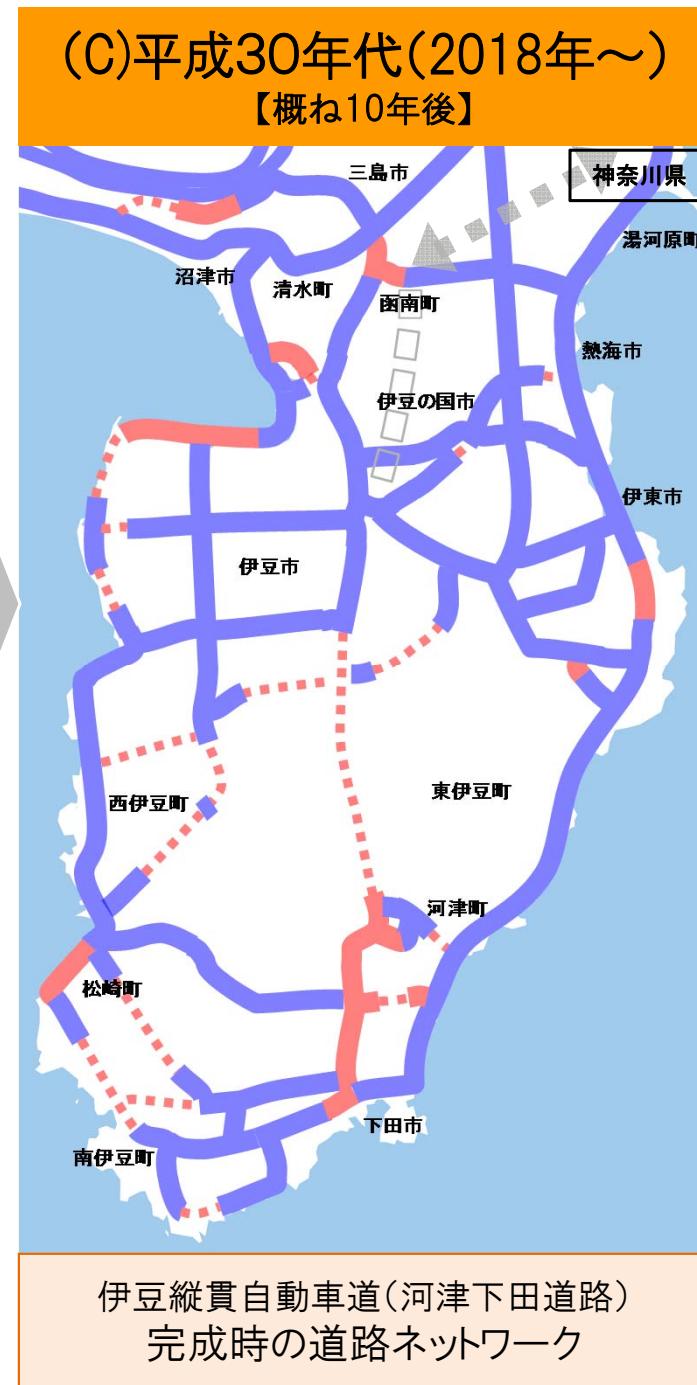 (C)平成30年代(2018年~)
【概ね10年後】
三島市
神奈川県
湯河原町
沼津市
清水町
函南町
熱海市
伊豆の国市
伊東市
伊豆市
東伊豆町
西伊豆町
河津町
松崎町
下田市
南伊豆町
伊豆縦貫自動車道(河津下田道路)
完成時の道路ネットワーク